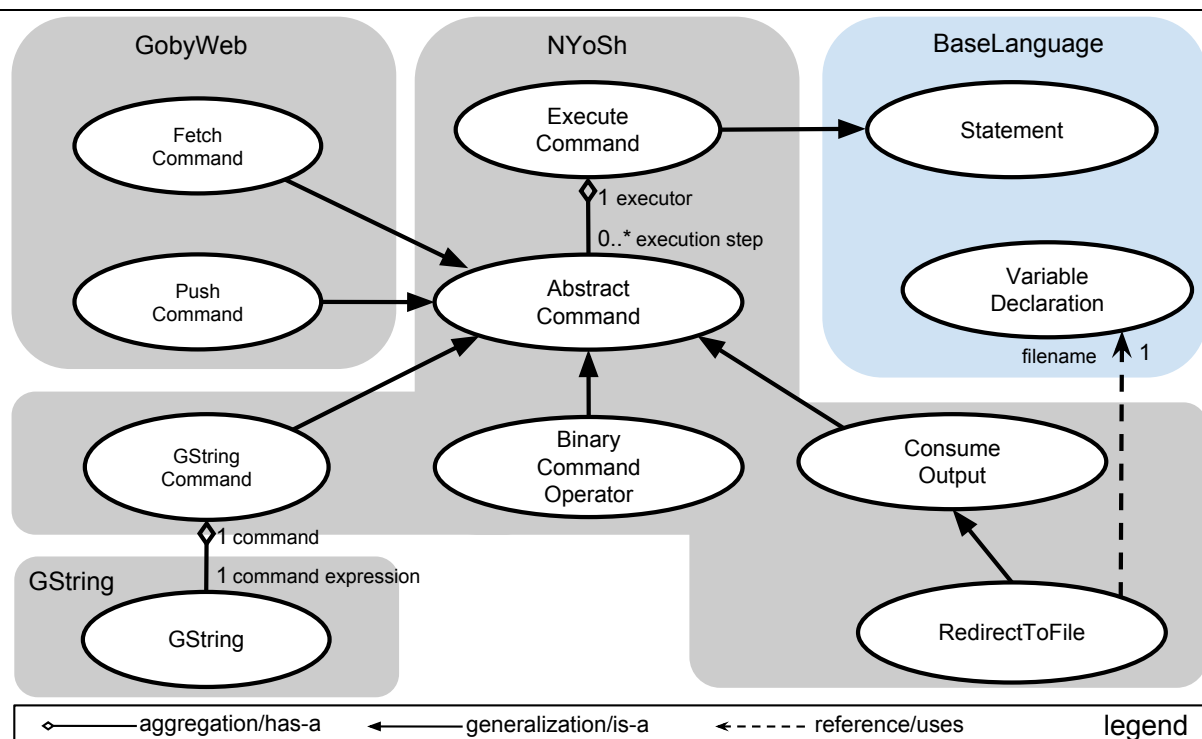 GobyWeb
NYoSh
BaseLanguage
Fetch
Command
Execute
Command
Statement
1 executor
0..* execution step
Push
Command
Abstract
Command
Variable
Declaration
filename
1
GString
Command
Binary
Command
Operator
Consume
Output
1 command
1 command expression
GString
GString
RedirectToFile
aggregation/has-a
generalization/is-a
reference/uses
legend